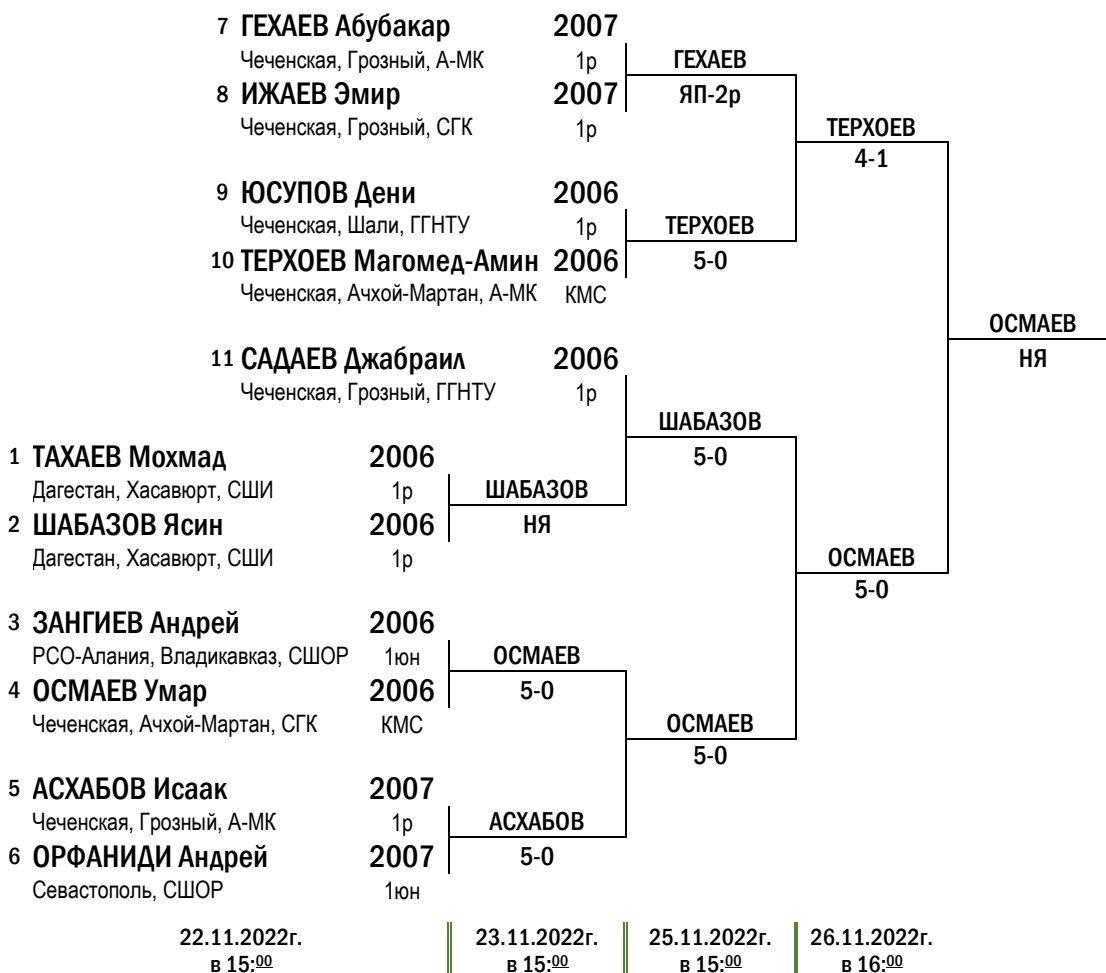 7 ГЕХАЕВ Абубакар 2007
Чеченская, Грозный, А-МК 1р ГЕХАЕВ
8 ИЖАЕВ Эмир 2007 ЯП-2р
Чеченская, Грозный, СГК 1р ТЕРХОЕВ
4-1
9 ЮСУПОВ Дени 2006
Чеченская, Шали, ГГНТУ 1р ТЕРХОЕВ
10 ТЕРХОЕВ Магомед-Амин 2006 5-0
Чеченская, Ачхой-Мартан, А-МК КМС
ОСМАЕВ
11 САДАЕВ Джабраил 2006 НЯ
Чеченская, Грозный, ГГНТУ 1р
ШАБАЗОВ
1 ТАХАЕВ Мохмад 2006 5-0
Дагестан, Хасавюрт, СШИ 1р ШАБАЗОВ
2 ШАБАЗОВ Ясин 2006 НЯ
Дагестан, Хасавюрт, СШИ 1р ОСМАЕВ
5-0
3 ЗАНГИЕВ Андрей 2006
РСО-Алания, Владикавказ, СШОР 1юн ОСМАЕВ
4 ОСМАЕВ Умар 2006 5-0
Чеченская, Ачхой-Мартан, СГК КМС ОСМАЕВ
5-0
5 АСХАБОВ Исаак 2007
Чеченская, Грозный, А-МК 1р АСХАБОВ
6 ОРФАНИДИ Андрей 2007 5-0
Севастополь, СШОР 1юн
22.11.2022г. 23.11.2022г. 25.11.2022г. 26.11.2022г.
в 15:00 в 15:00 в 15:00 в 16:00